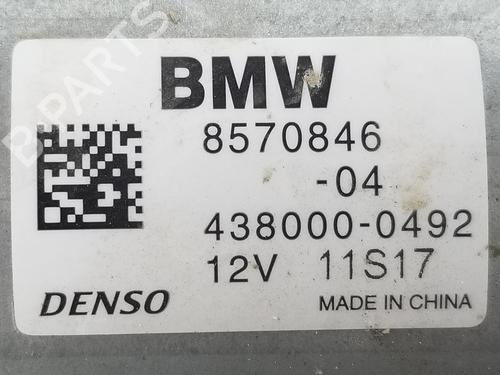 BMW
8570846
-04
438000-0492
12V 11S17
DENSO MADE IN CHINA
B-PARTS